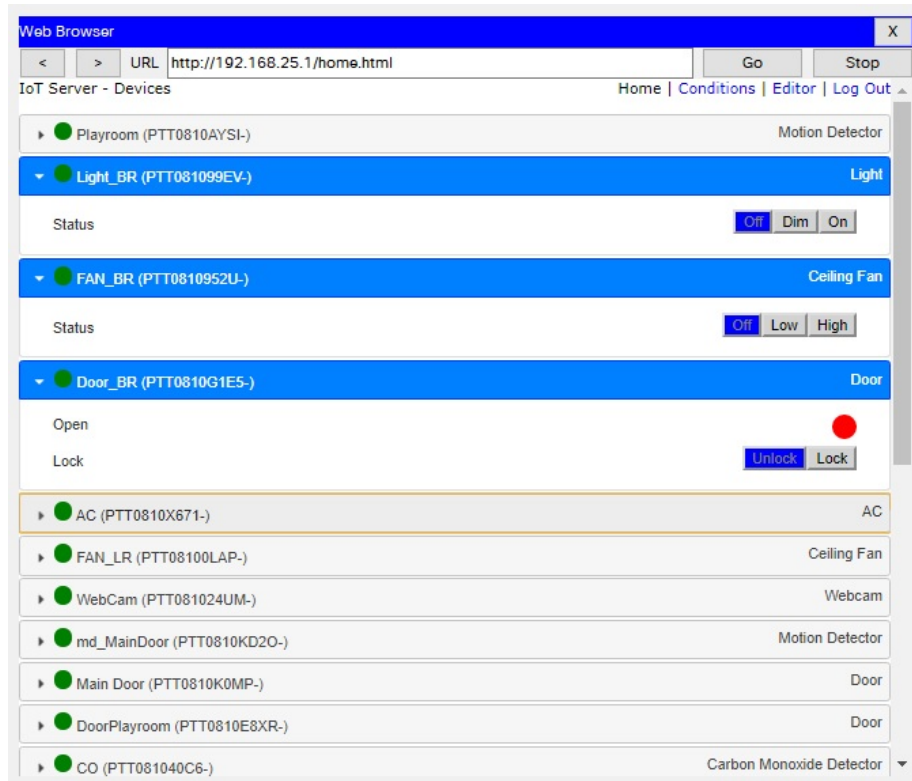 Web Browser X
< > URL http://192.168.25.1/home.html Go Stop
IoT Server - Devices Home | Conditions | Editor | Log Out
Playroom (PTT0810AYSI-) Motion Detector
Light_BR (PTT081099EV-) Light
Status Off Dim On
FAN_BR (PTT0810952U-) Ceiling Fan
Status Off Low High
Door_BR (PTT0810G1E5-) Door
Open
Lock Unlock Lock
AC (PTT0810X671-) AC
FAN_LR (PTT08100LAP-) Ceiling Fan
WebCam (PTT081024UM-) Webcam
md_MainDoor (PTT0810KD2O-) Motion Detector
Main Door (PTT0810K0MP-) Door
DoorPlayroom (PTT0810E8XR-) Door
CO (PTT081040C6-) Carbon Monoxide Detector